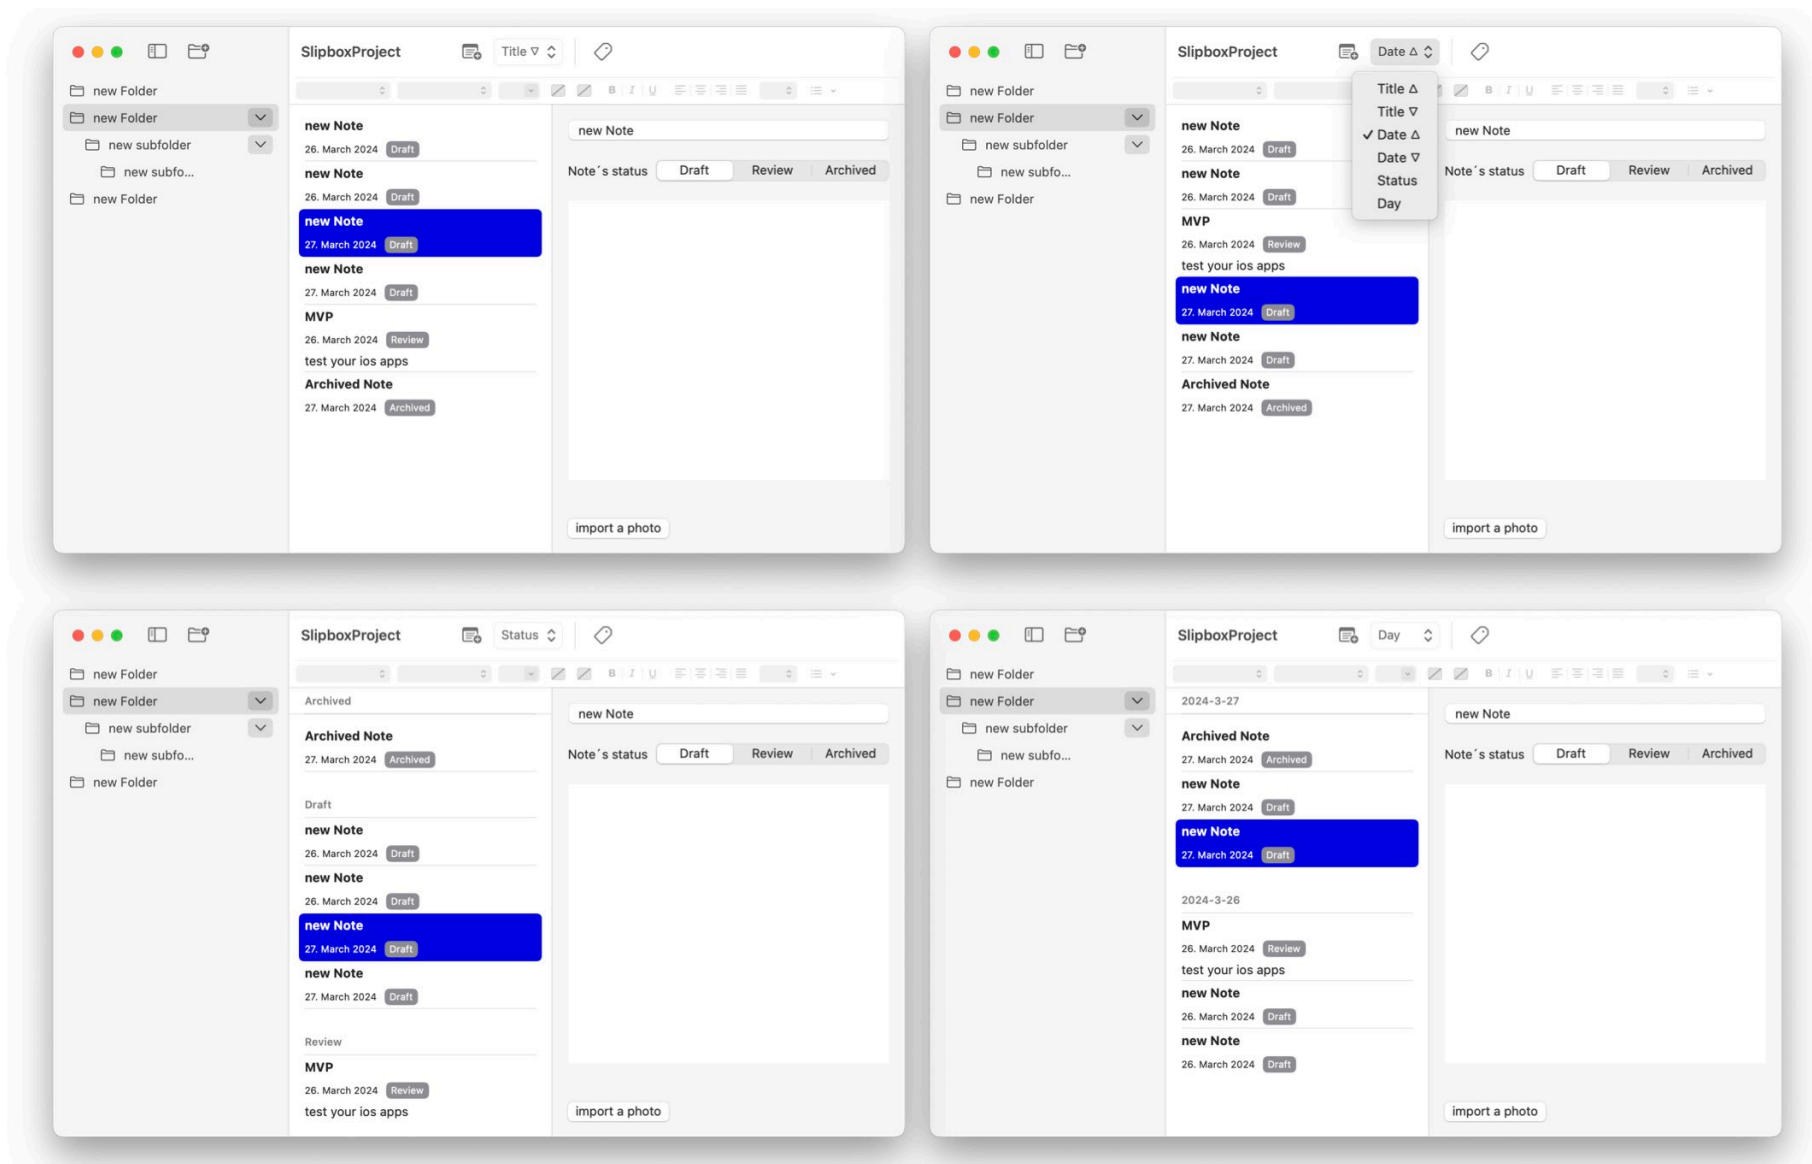 SlipboxProject Title ▽
new Folder
new Folder
new subfolder
new subfo...
new Folder
B I U
new Note
26. March 2024 Draft
new Note
26. March 2024 Draft
new Note
27. March 2024 Draft
new Note
27. March 2024 Draft
MVP
26. March 2024 Review
test your ios apps
Archived Note
27. March 2024 Archived
new Note
Note´s status Draft Review Archived
import a photo
SlipboxProject Date △
Title △
Title ▽
✓ Date △
Date ▽
Status
Day
new Folder
new Folder
new subfolder
new subfo...
new Folder
B I U
new Note
26. March 2024 Draft
new Note
26. March 2024 Draft
MVP
26. March 2024 Review
test your ios apps
new Note
27. March 2024 Draft
new Note
27. March 2024 Draft
Archived Note
27. March 2024 Archived
new Note
Note´s status Draft Review Archived
import a photo
SlipboxProject Status
new Folder
new Folder
new subfolder
new subfo...
new Folder
B I U
Archived
Archived Note
27. March 2024 Archived
Draft
new Note
26. March 2024 Draft
new Note
26. March 2024 Draft
new Note
27. March 2024 Draft
new Note
27. March 2024 Draft
Review
MVP
26. March 2024 Review
test your ios apps
new Note
Note´s status Draft Review Archived
import a photo
SlipboxProject Day
new Folder
new Folder
new subfolder
new subfo...
new Folder
B I U
2024-3-27
Archived Note
27. March 2024 Archived
new Note
27. March 2024 Draft
new Note
27. March 2024 Draft
2024-3-26
MVP
26. March 2024 Review
test your ios apps
new Note
26. March 2024 Draft
new Note
26. March 2024 Draft
new Note
Note´s status Draft Review Archived
import a photo